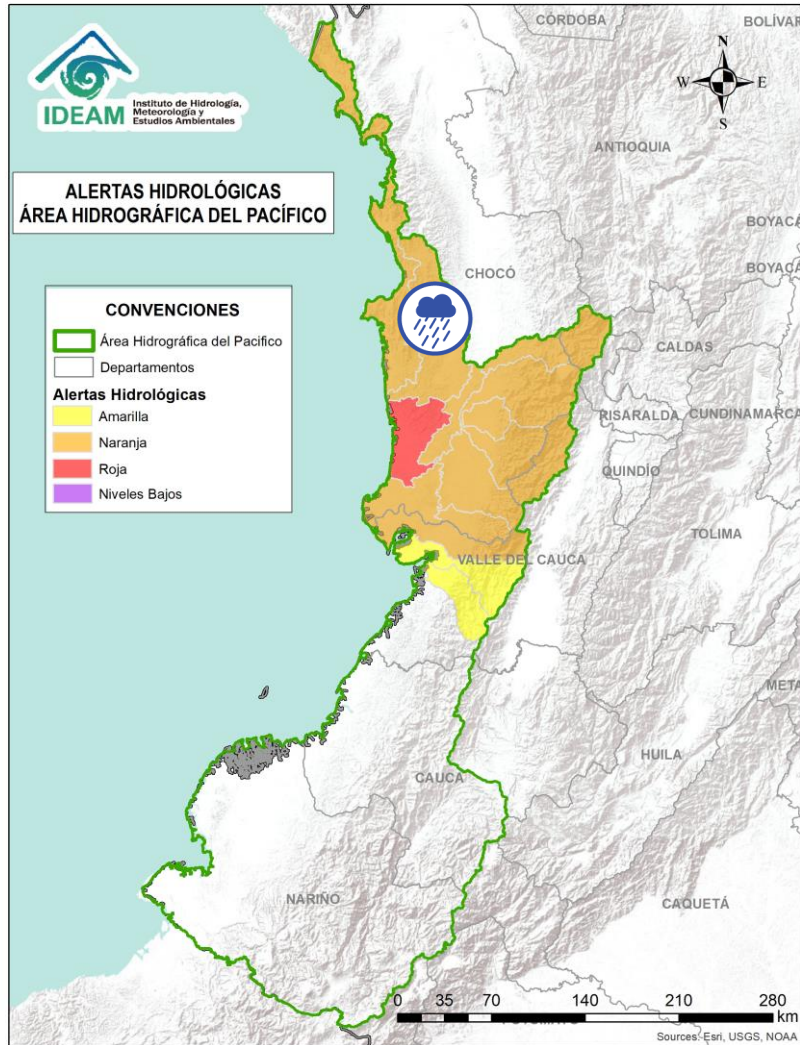 CÓRDOBA
BOLÍVAR
IDEAM
Instituto de Hidrología,
Meteorología y
Estudios Ambientales
N
W
E
S
ANTIOQUIA
ALERTAS HIDROLÓGICAS
ÁREA HIDROGRÁFICA DEL PACÍFICO
BOYACÁ
BOYACÁ
CHOCÓ
CONVENCIONES
Área Hidrográfica del Pacifico
Departamentos
Alertas Hidrológicas
Amarilla
Naranja
Roja
Niveles Bajos
CALDAS
RISARALDA
CUNDINAMARCA
QUINDÍO
TOLIMA
VALLE DEL CAUCA
META
HUILA
CAUCA
NARIÑO
CAQUETÁ
0 35 70 140 210 280
km
Sources: Esri, USGS, NOAA